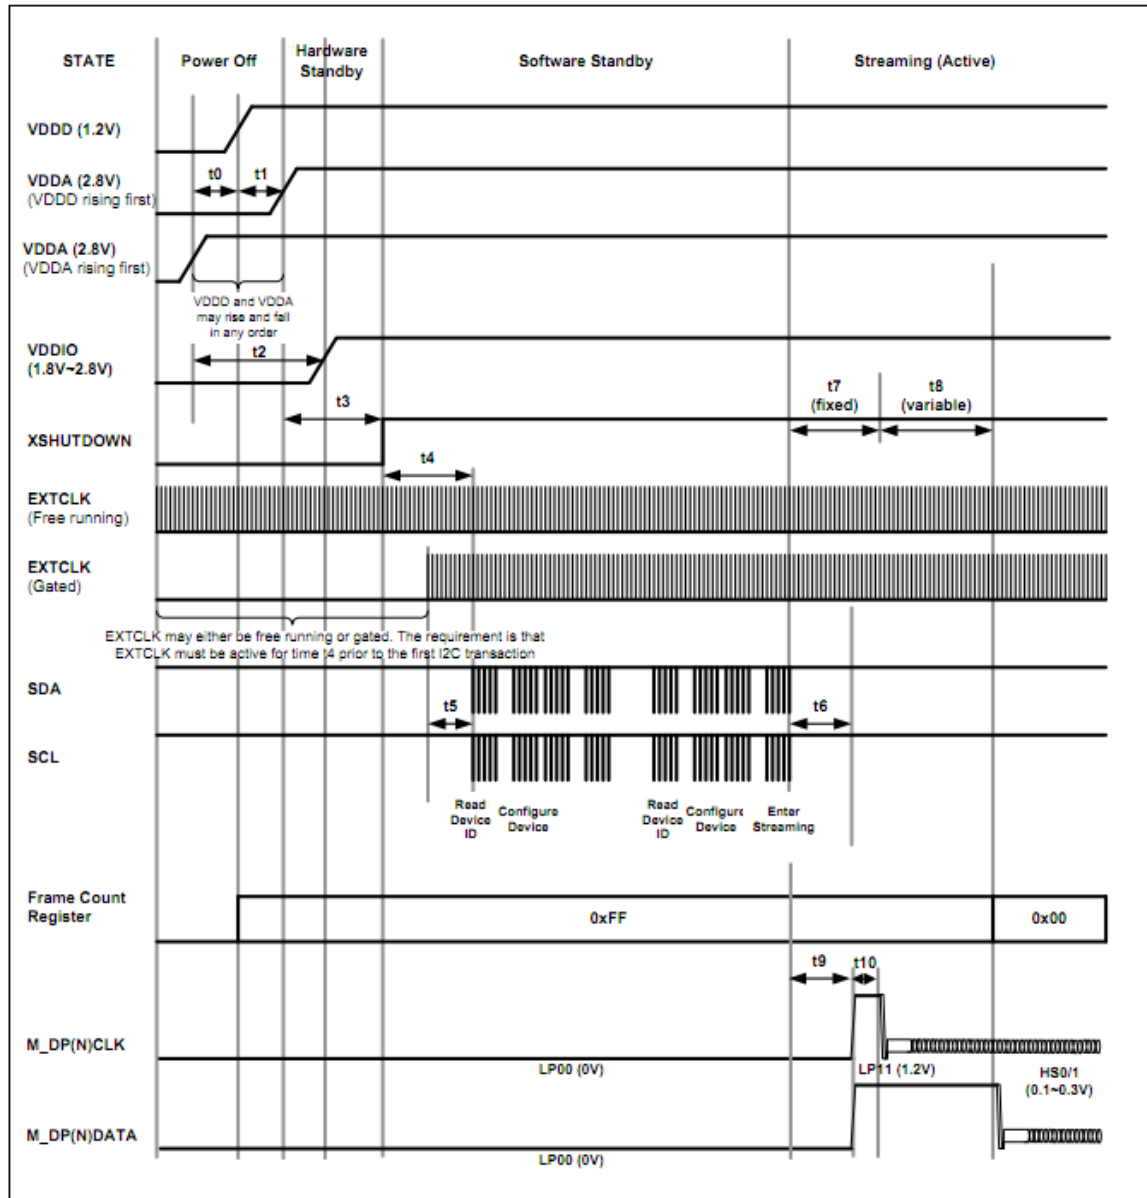 STATE
Power Off
Hardware
Standby
Software Standby
Streaming (Active)
VDDD (1.2V)
t0
t1
VDDA (2.8V)
(VDDD rising first)
VDDA (2.8V)
(VDDA rising first)
VDDD and VDDA
may rise and fall
in any order
t2
VDDIO
(1.8V~2.8V)
t3
t7
(fixed)
t8
(variable)
XSHUTDOWN
t4
EXTCLK
(Free running)
EXTCLK
(Gated)
EXTCLK may either be free running or gated. The requirement is that
EXTCLK must be active for time t4 prior to the first I2C transaction
SDA
t5
t6
SCL
Read
Device
ID
Configure
Device
Read
Device
ID
Configure
Device
Enter
Streaming
Frame Count
Register
0xFF
0x00
t9
t10
M_DP(N)CLK
LP00 (0V)
LP11 (1.2V)
HS0/1
(0.1~0.3V)
M_DP(N)DATA
LP00 (0V)